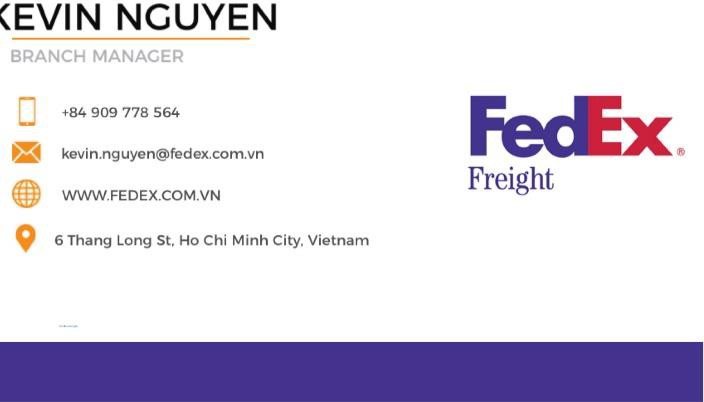 KEVIN NGUYEN
BRANCH MANAGER
+84 909 778 564
kevin.nguyen@fedex.com.vn
WWW.FEDEX.COM.VN
6 Thang Long St, Ho Chi Minh City, Vietnam
FedEx®
Freight